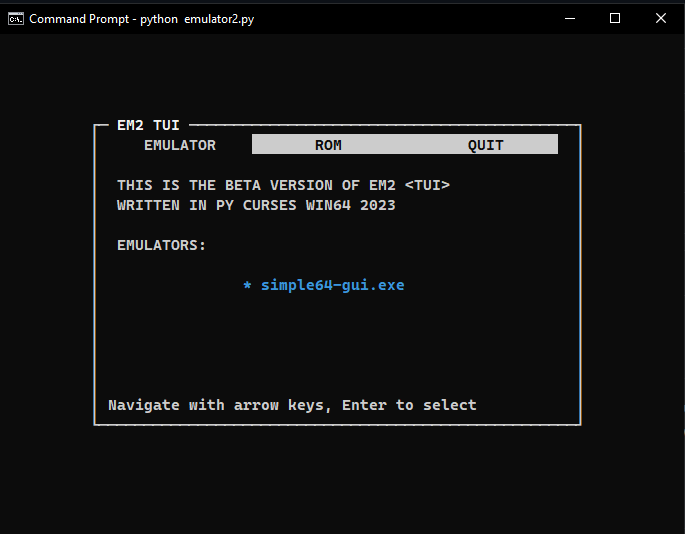 Command Prompt - python emulator2.py
EM2 TUI
EMULATOR ROM QUIT
THIS IS THE BETA VERSION OF EM2 <TUI>
WRITTEN IN PY CURSES WIN64 2023
EMULATORS:
* simple64-gui.exe
Navigate with arrow keys, Enter to select